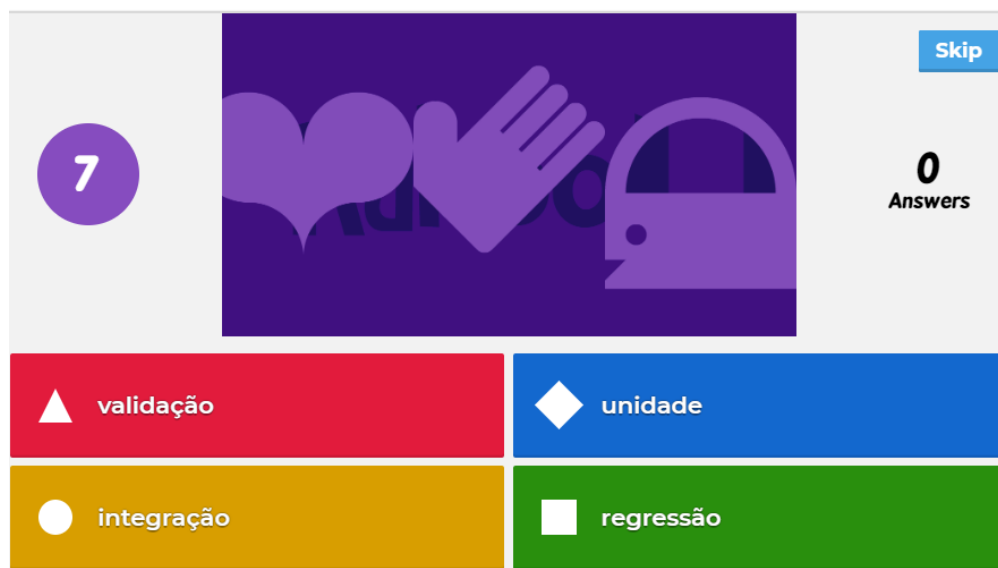 Skip
7
0
Answers
validação
unidade
integração
regressão